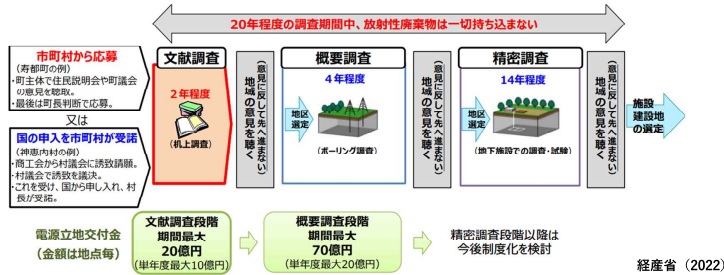 20年程度の調査期間中、放射性廃棄物は一切持ち込まない
市町村から応募
(寿都町の例)
・町主体で住民説明会や町議会
の意見を聴取。
・最後は町長判断で応募。
又は
国の申入を市町村が受諾
(神恵内村の例)
・商工会から村議会に誘致請願。
・村議会で誘致を議決。
・これを受け、国から申し入れ、村
長が受諾。
文献調査
2年程度
(机上調査)
(意見に反して先へ進まない)
地域の意見を聴く
概要調査
4年程度
地区
選定
(ボーリング調査)
(意見に反して先へ進まない)
地域の意見を聴く
精密調査
14年程度
地区
選定
(地下施設での調査・試験)
(意見に反して先へ進まない)
地域の意見を聴く
施設
建設地
の選定
電源立地交付金
(金額は地点毎)
文献調査段階
期間最大
20億円
(単年度最大10億円)
概要調査段階
期間最大
70億円
(単年度最大20億円)
精密調査段階以降は
今後制度化を検討
経産省(2022)